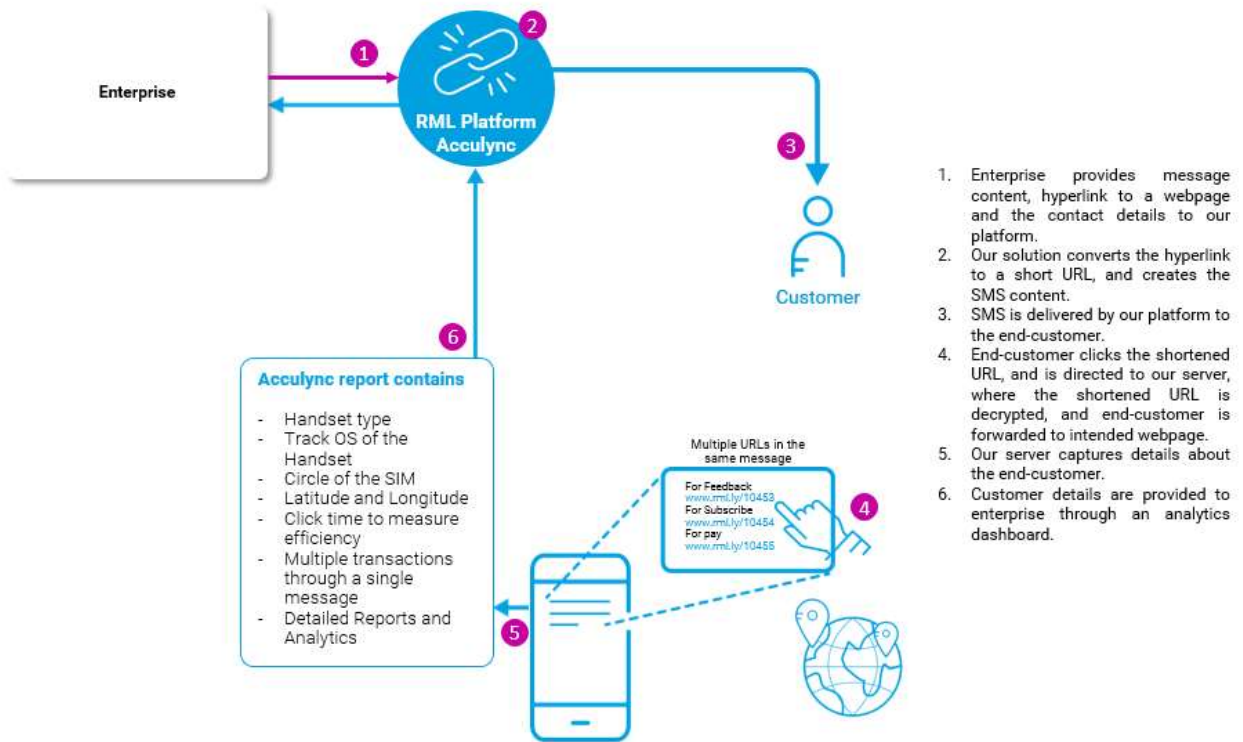 Enterprise
1
2
RML Platform
Acculync
3
Customer
6
Acculync report contains
- Handset type
- Track OS of the
Handset
- Circle of the SIM
- Latitude and Longitude
- Click time to measure
efficiency
- Multiple transactions
through a single
message
- Detailed Reports and
Analytics
5
Multiple URLs in the
same message
For Feedback
www.rml.ly/10453
For Subscribe
www.rml.ly/10454
For pay
www.rml.ly/10455
4
1. Enterprise provides message
content, hyperlink to a webpage
and the contact details to our
platform.
2. Our solution converts the hyperlink
to a short URL, and creates the
SMS content.
3. SMS is delivered by our platform to
the end-customer.
4. End-customer clicks the shortened
URL, and is directed to our server,
where the shortened URL is
decrypted, and end-customer is
forwarded to intended webpage.
5. Our server captures details about
the end-customer.
6. Customer details are provided to
enterprise through an analytics
dashboard.